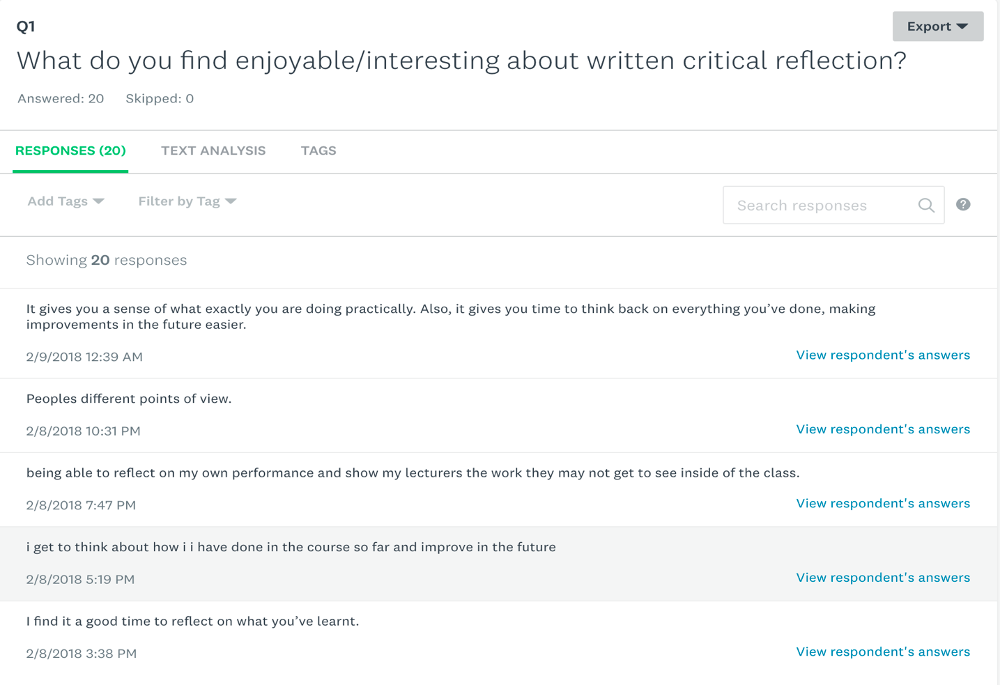 Q1
Export
What do you find enjoyable/interesting about written critical reflection?
Answered: 20 Skipped: 0
RESPONSES (20) TEXT ANALYSIS TAGS
Add Tags Filter by Tag Search responses ?
Showing 20 responses
It gives you a sense of what exactly you are doing practically. Also, it gives you time to think back on everything you’ve done, making
improvements in the future easier.
2/9/2018 12:39 AM View respondent's answers
Peoples different points of view.
2/8/2018 10:31 PM View respondent's answers
being able to reflect on my own performance and show my lecturers the work they may not get to see inside of the class.
2/8/2018 7:47 PM View respondent's answers
i get to think about how i i have done in the course so far and improve in the future
2/8/2018 5:19 PM View respondent's answers
I find it a good time to reflect on what you’ve learnt.
2/8/2018 3:38 PM View respondent's answers